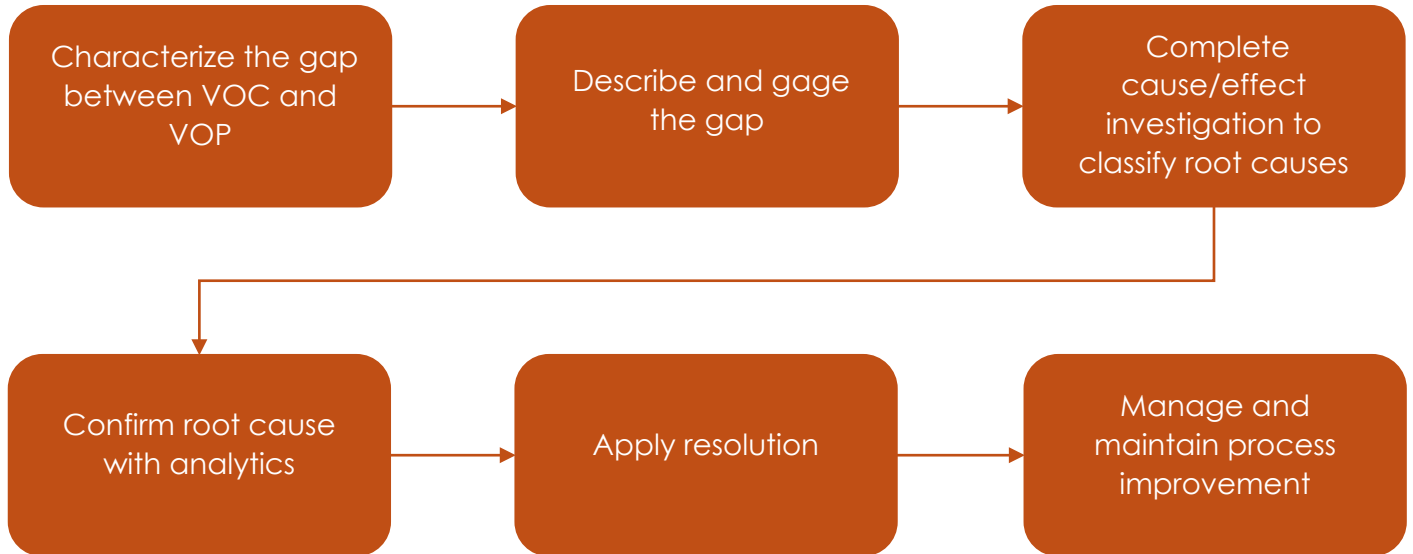 Characterize the gap
between VOC and
VOP
Describe and gage
the gap
Complete
cause/effect
investigation to
classify root causes
Confirm root cause
with analytics
Apply resolution
Manage and
maintain process
improvement